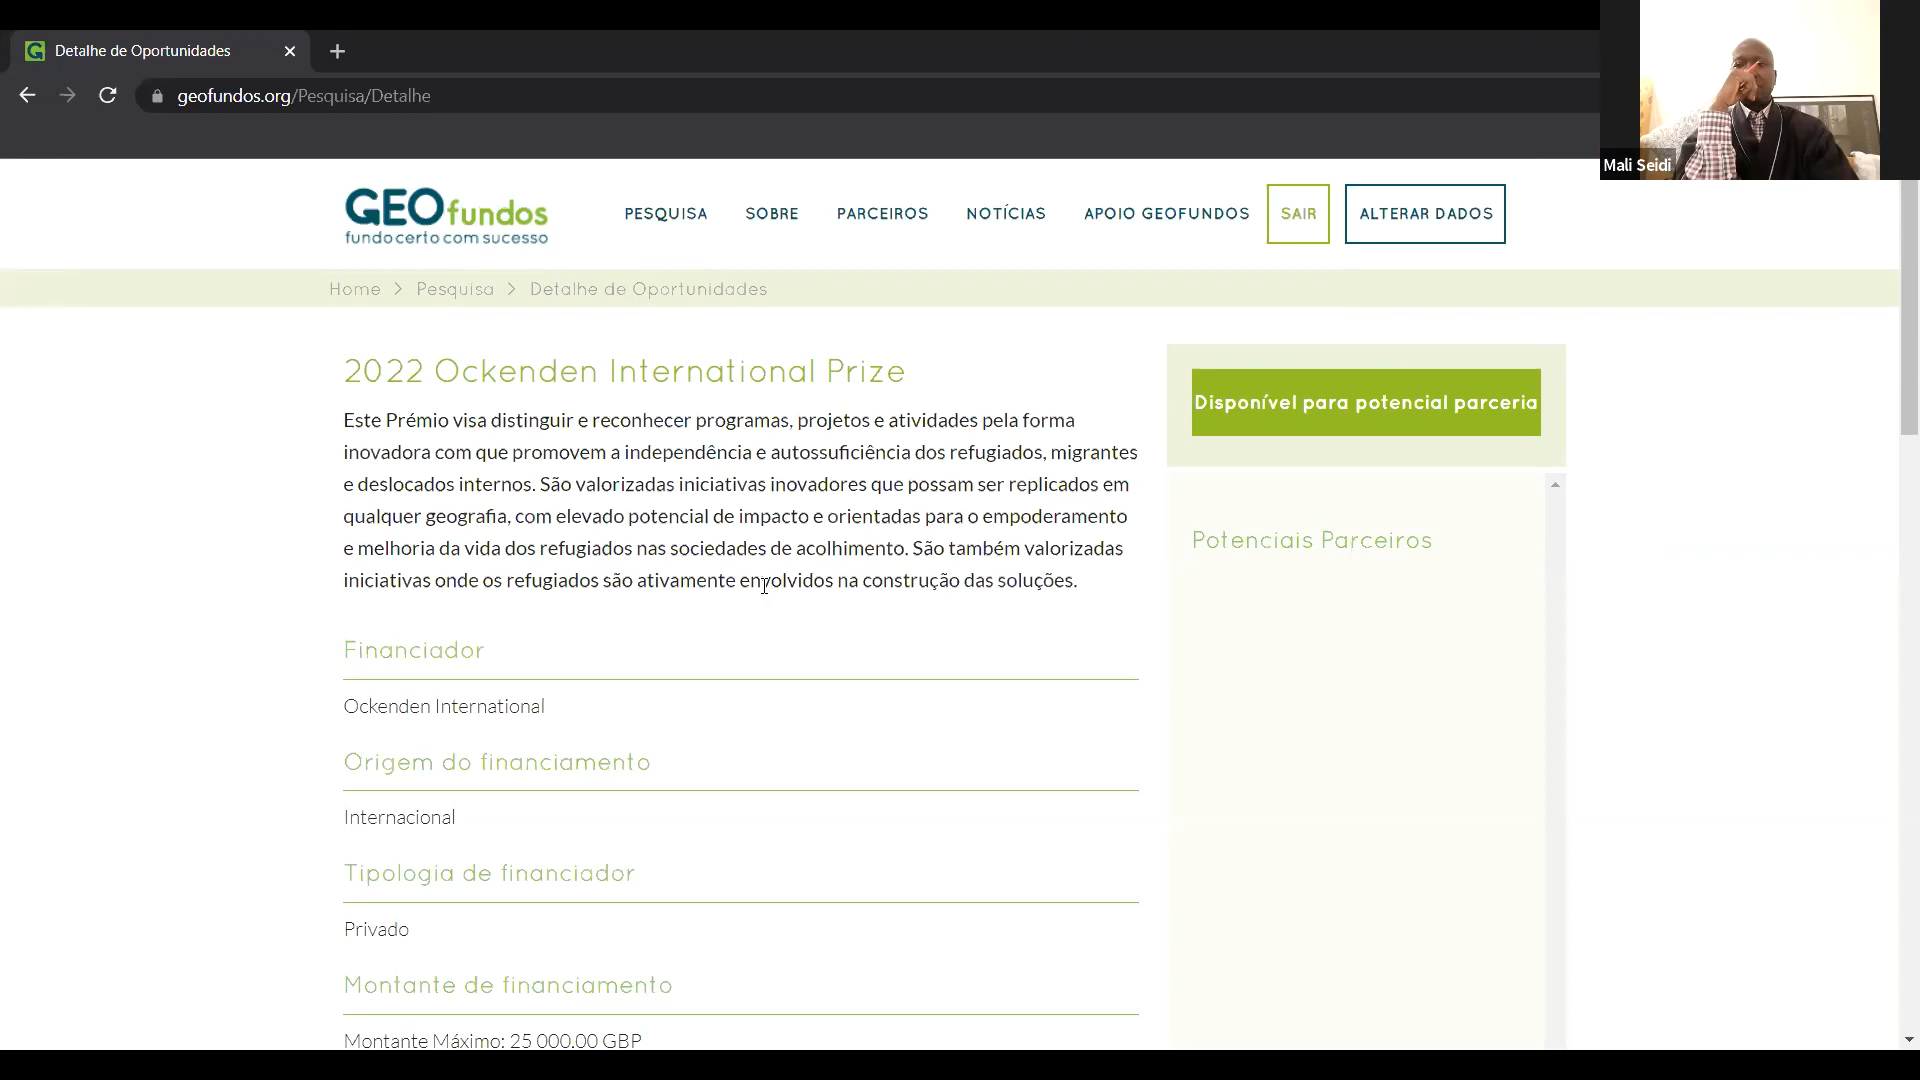 Detalhe de Oportunidades
geofundos.org/Pesquisa/Detalhe
Mali Seidi
GEOfundos
fundo certo com sucesso
PESQUISA
SOBRE
PARCEIROS
NOTÍCIAS
APOIO GEOFUNDOS
SAIR
ALTERAR DADOS
Home > Pesquisa > Detalhe de Oportunidades
2022 Ockenden International Prize
Este Prémio visa distinguir e reconhecer programas, projetos e atividades pela forma
inovadora com que promovem a independência e autossuficiência dos refugiados, migrantes
e deslocados internos. São valorizadas iniciativas inovadores que possam ser replicados em
qualquer geografia, com elevado potencial de impacto e orientadas para o empoderamento
e melhoria da vida dos refugiados nas sociedades de acolhimento. São também valorizadas
iniciativas onde os refugiados são ativamente envolvidos na construção das soluções.
Financiador
Ockenden International
Origem do financiamento
Internacional
Tipologia de financiador
Privado
Montante de financiamento
Montante Máximo: 25 000.00 GBP
Disponível para potencial parceria
Potenciais Parceiros